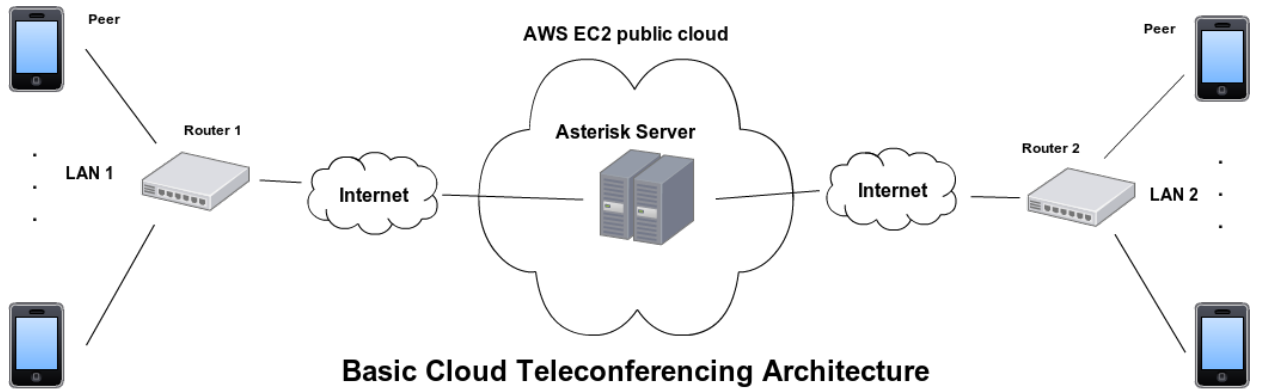 Peer
Peer
AWS EC2 public cloud
Router 1
Asterisk Server
Router 2
LAN 1
Internet
Internet
LAN 2
Basic Cloud Teleconferencing Architecture